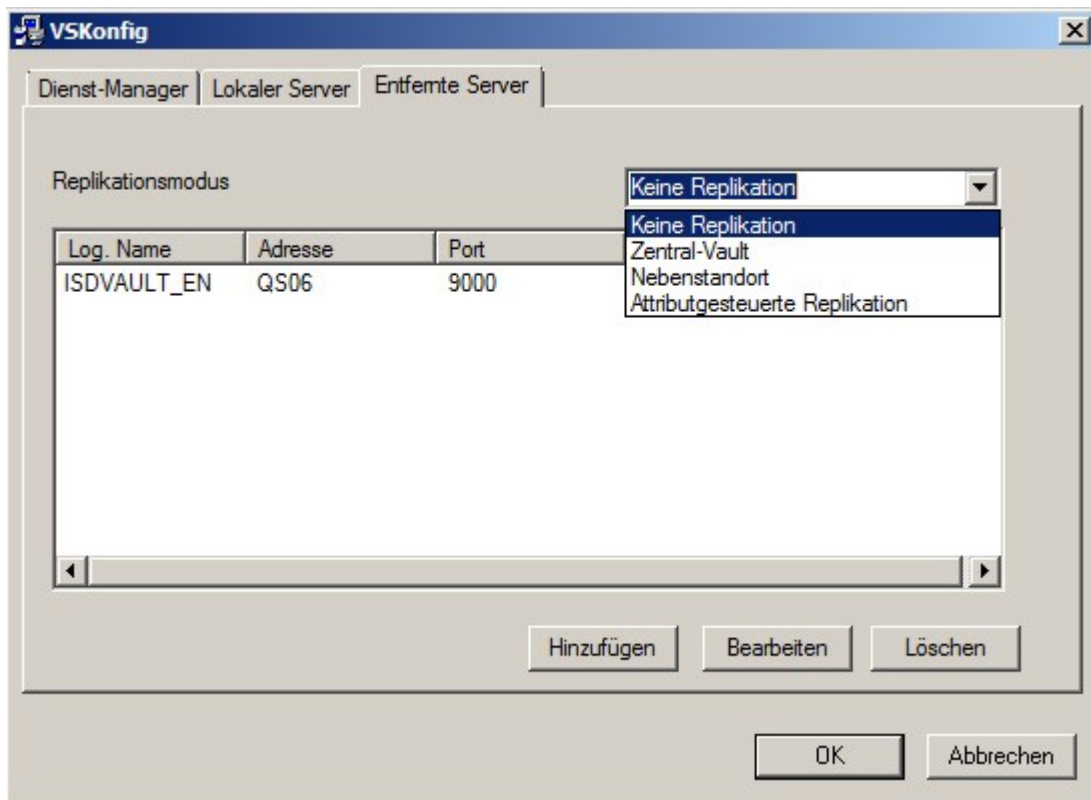 VSKonfig
Dienst-Manager
Lokaler Server
Entfernte Server
Replikationsmodus
Keine Replikation
Keine Replikation
Zentral-Vault
Nebenstandort
Attributgesteuerte Replikation
Log. Name Adresse Port
ISDVAULT_EN QS06 9000
Hinzufügen Bearbeiten Löschen
OK Abbrechen